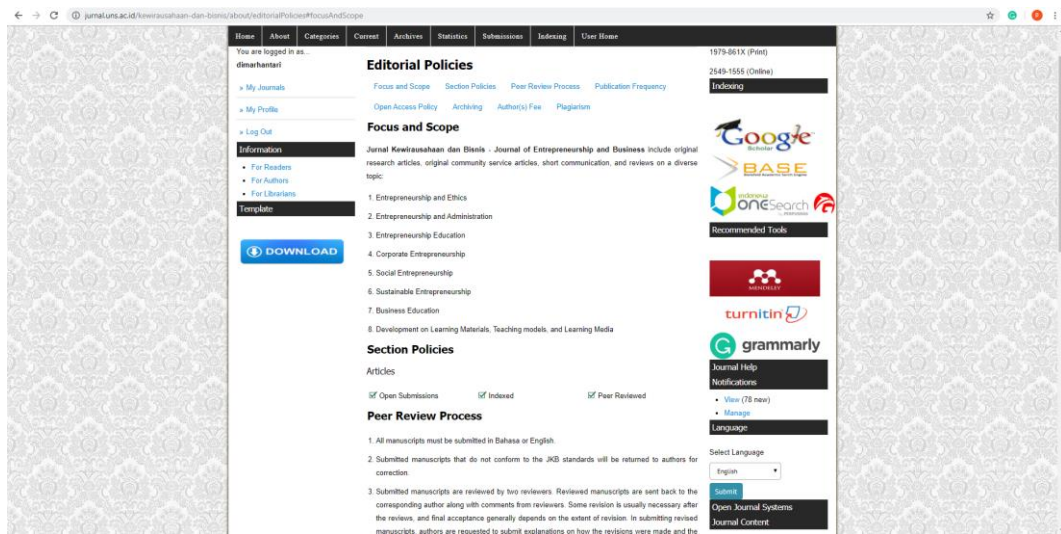 jurnal.uns.ac.id/kewirausahaan-dan-bisnis/about/editorialPolicies#focusAndScope
Home About Categories Current Archives Statistics Submissions Indexing User Home
You are logged in as...
dimarhantari
» My Journals
» My Profile
» Log Out
Information
• For Readers
• For Authors
• For Librarians
Template
DOWNLOAD
Editorial Policies
Focus and Scope Section Policies Peer Review Process Publication Frequency
Open Access Policy Archiving Author(s) Fee Plagiarism
Focus and Scope
Jurnal Kewirausahaan dan Bisnis - Journal of Entrepreneurship and Business include original
research articles, original community service articles, short communication, and reviews on a diverse
topic:
1. Entrepreneurship and Ethics
2. Entrepreneurship and Administration
3. Entrepreneurship Education
4. Corporate Entrepreneurship
5. Social Entrepreneurship
6. Sustainable Entrepreneurship
7. Business Education
8. Development on Learning Materials, Teaching models, and Learning Media
Section Policies
Articles
Open Submissions Indexed Peer Reviewed
Peer Review Process
1. All manuscripts must be submitted in Bahasa or English.
2. Submitted manuscripts that do not conform to the JKB standards will be returned to authors for
correction.
3. Submitted manuscripts are reviewed by two reviewers. Reviewed manuscripts are sent back to the
corresponding author along with comments from reviewers. Some revision is usually necessary after
the reviews, and final acceptance generally depends on the extent of revision. In submitting revised
manuscripts, authors are requested to submit explanations on how the revisions were made and the
1979-861X (Print)
2549-1555 (Online)
Indexing
Google
Scholar
BASE
indonesia
oneSearch
Recommended Tools
MENDELEY
turnitin
grammarly
Journal Help
Notifications
• View (78 new)
• Manage
Language
Select Language
English
Submit
Open Journal Systems
Journal Content